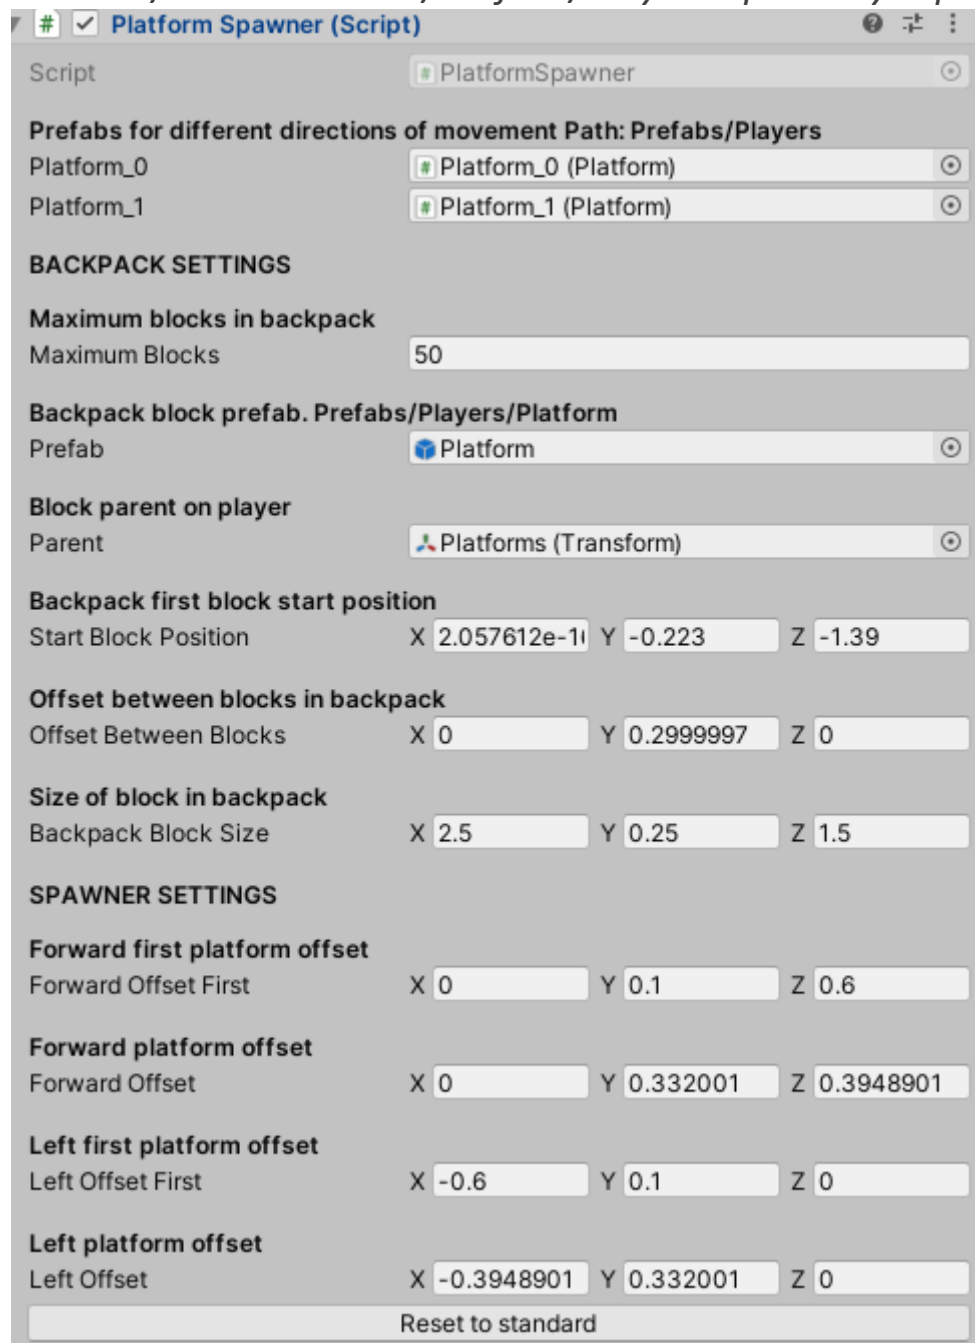 Platform Spawner (Script)
Script # PlatformSpawner
Prefabs for different directions of movement Path: Prefabs/Players
Platform_0 # Platform_0 (Platform)
Platform_1 # Platform_1 (Platform)
BACKPACK SETTINGS
Maximum blocks in backpack
Maximum Blocks 50
Backpack block prefab. Prefabs/Players/Platform
Prefab Platform
Block parent on player
Parent Platforms (Transform)
Backpack first block start position
Start Block Position X 2.057612e-1 Y -0.223 Z -1.39
Offset between blocks in backpack
Offset Between Blocks X 0 Y 0.2999997 Z 0
Size of block in backpack
Backpack Block Size X 2.5 Y 0.25 Z 1.5
SPAWNER SETTINGS
Forward first platform offset
Forward Offset First X 0 Y 0.1 Z 0.6
Forward platform offset
Forward Offset X 0 Y 0.332001 Z 0.3948901
Left first platform offset
Left Offset First X -0.6 Y 0.1 Z 0
Left platform offset
Left Offset X -0.3948901 Y 0.332001 Z 0
Reset to standard